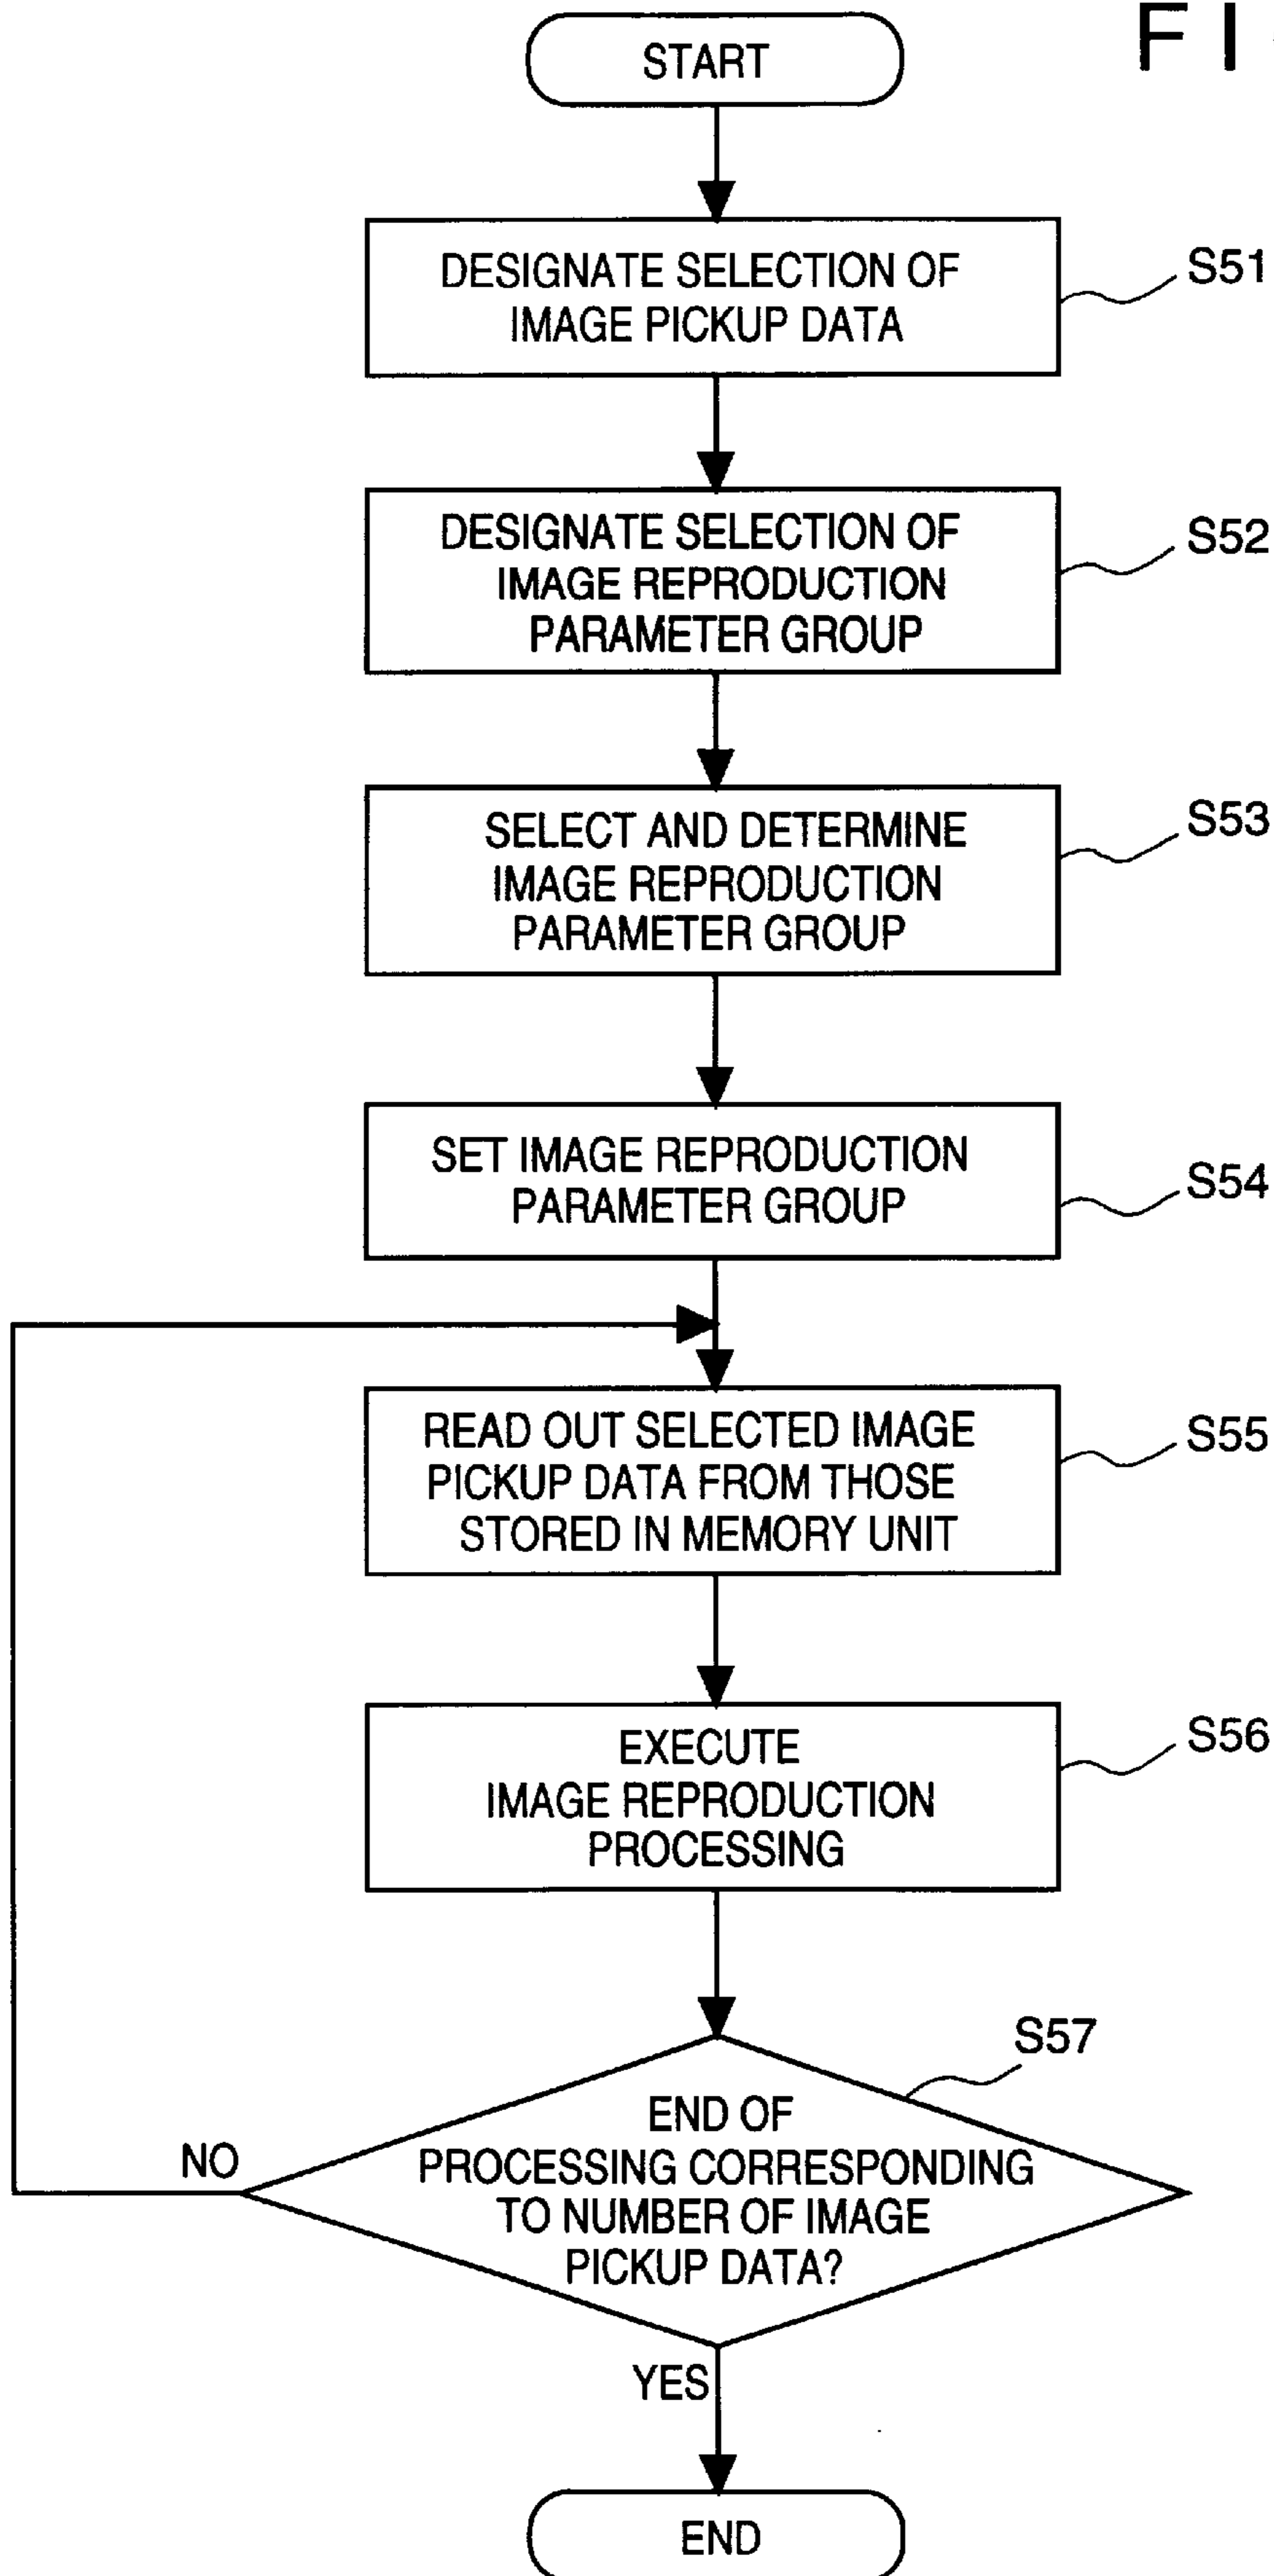 FI
START
DESIGNATE SELECTION OF
IMAGE PICKUP DATA
S51
DESIGNATE SELECTION OF
IMAGE REPRODUCTION
PARAMETER GROUP
S52
SELECT AND DETERMINE
IMAGE REPRODUCTION
PARAMETER GROUP
S53
SET IMAGE REPRODUCTION
PARAMETER GROUP
S54
READ OUT SELECTED IMAGE
PICKUP DATA FROM THOSE
STORED IN MEMORY UNIT
S55
EXECUTE
IMAGE REPRODUCTION
PROCESSING
S56
S57
END OF
PROCESSING CORRESPONDING
TO NUMBER OF IMAGE
PICKUP DATA?
NO
YES
END